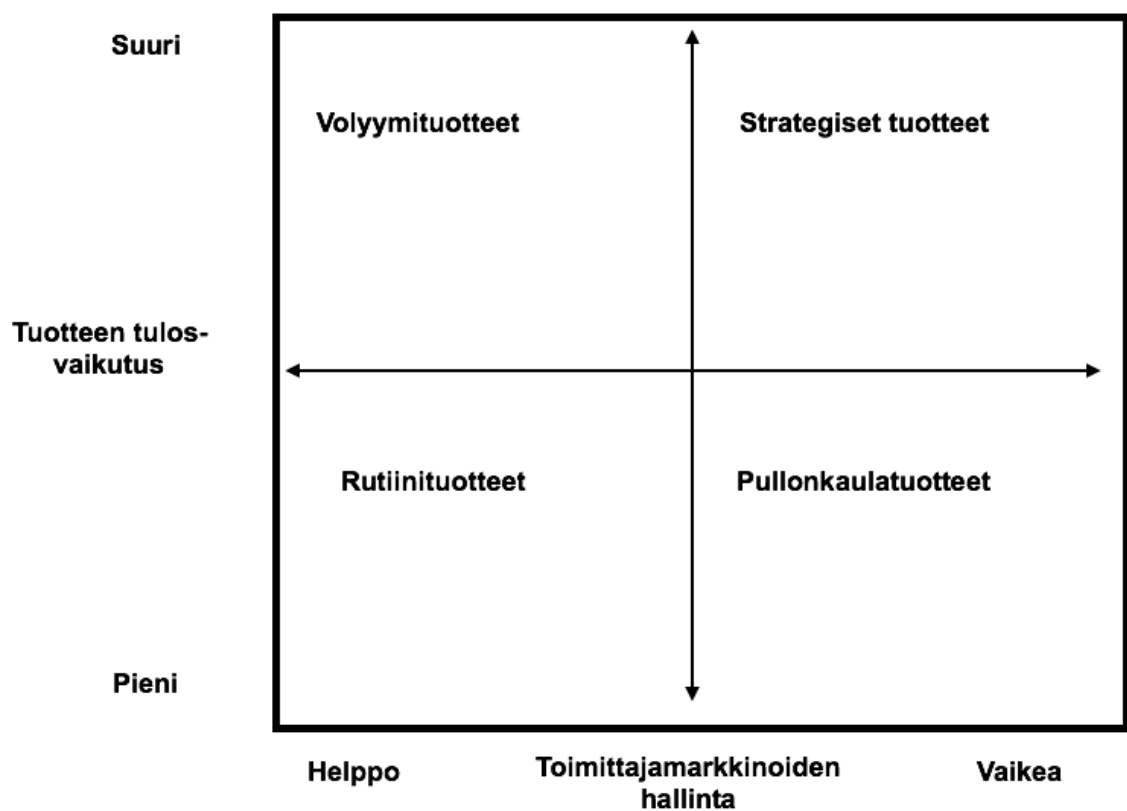 Suuri
Volyymituotteet
Strategiset tuotteet
Tuotteen tulos-
vaikutus
Rutiinituotteet
Pullonkaulatuotteet
Pieni
Helppo
Toimittajamarkkinoiden
hallinta
Vaikea